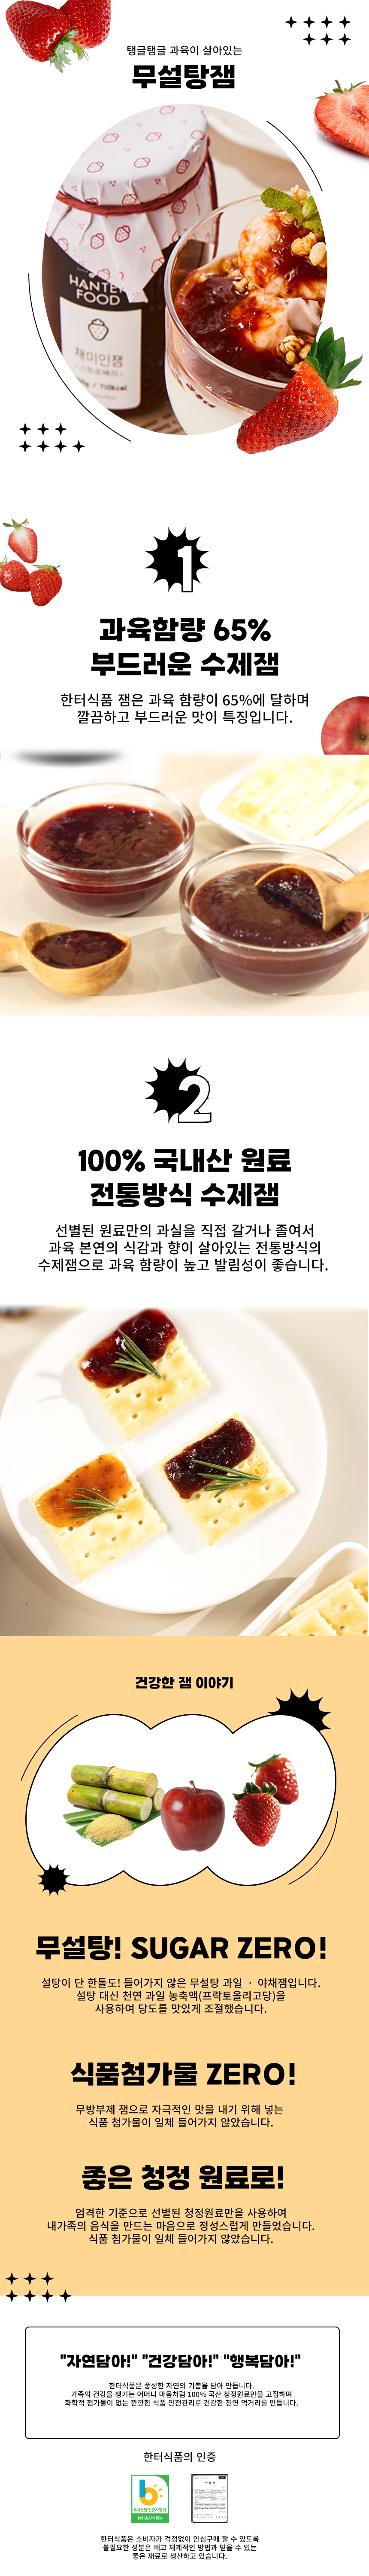 탱글탱글 과육이 살아있는
무설탕잼
HANTE
FOOD
재미인잼
1
과육함량 65%
부드러운 수제잼
한터식품 잼은 과육 함량이 65%에 달하며
깔끔하고 부드러운 맛이 특징입니다.
2
100% 국내산 원료
전통방식 수제잼
선별된 원료만의 과실을 직접 갈거나 졸여서
과육 본연의 식감과 향이 살아있는 전통방식의
수제잼으로 과육 함량이 높고 발림성이 좋습니다.
건강한 잼 이야기
무설탕! SUGAR ZERO!
설탕이 단 한톨도! 들어가지 않은 무설탕 과일 · 야채잼입니다.
설탕 대신 천연 과일 농축액(프락토올리고당)을
사용하여 당도를 맛있게 조절했습니다.
식품첨가물 ZERO!
무방부제 잼으로 자극적인 맛을 내기 위해 넣는
식품 첨가물이 일체 들어가지 않았습니다.
좋은 청정 원료로!
엄격한 기준으로 선별된 청정원료만을 사용하여
내가족의 음식을 만드는 마음으로 정성스럽게 만들었습니다.
식품 첨가물이 일체 들어가지 않았습니다.
"자연담아!" "건강담아!" "행복담아!"
한터식품은 풍성한 자연의 기쁨을 담아 만듭니다.
가족의 건강을 챙기는 어머니 마음처럼 100% 국산 청정원료만을 고집하며
화학적 첨가물이 없는 깐깐한 식품 안전관리로 건강한 천연 먹거리를 만듭니다.
한터식품의 인증
농림축산식품부
한터식품은 소비자가 걱정없이 안심구매 할 수 있도록
불필요한 성분은 빼고 체계적인 방법과 믿을 수 있는
좋은 재료로 생산하고 있습니다.